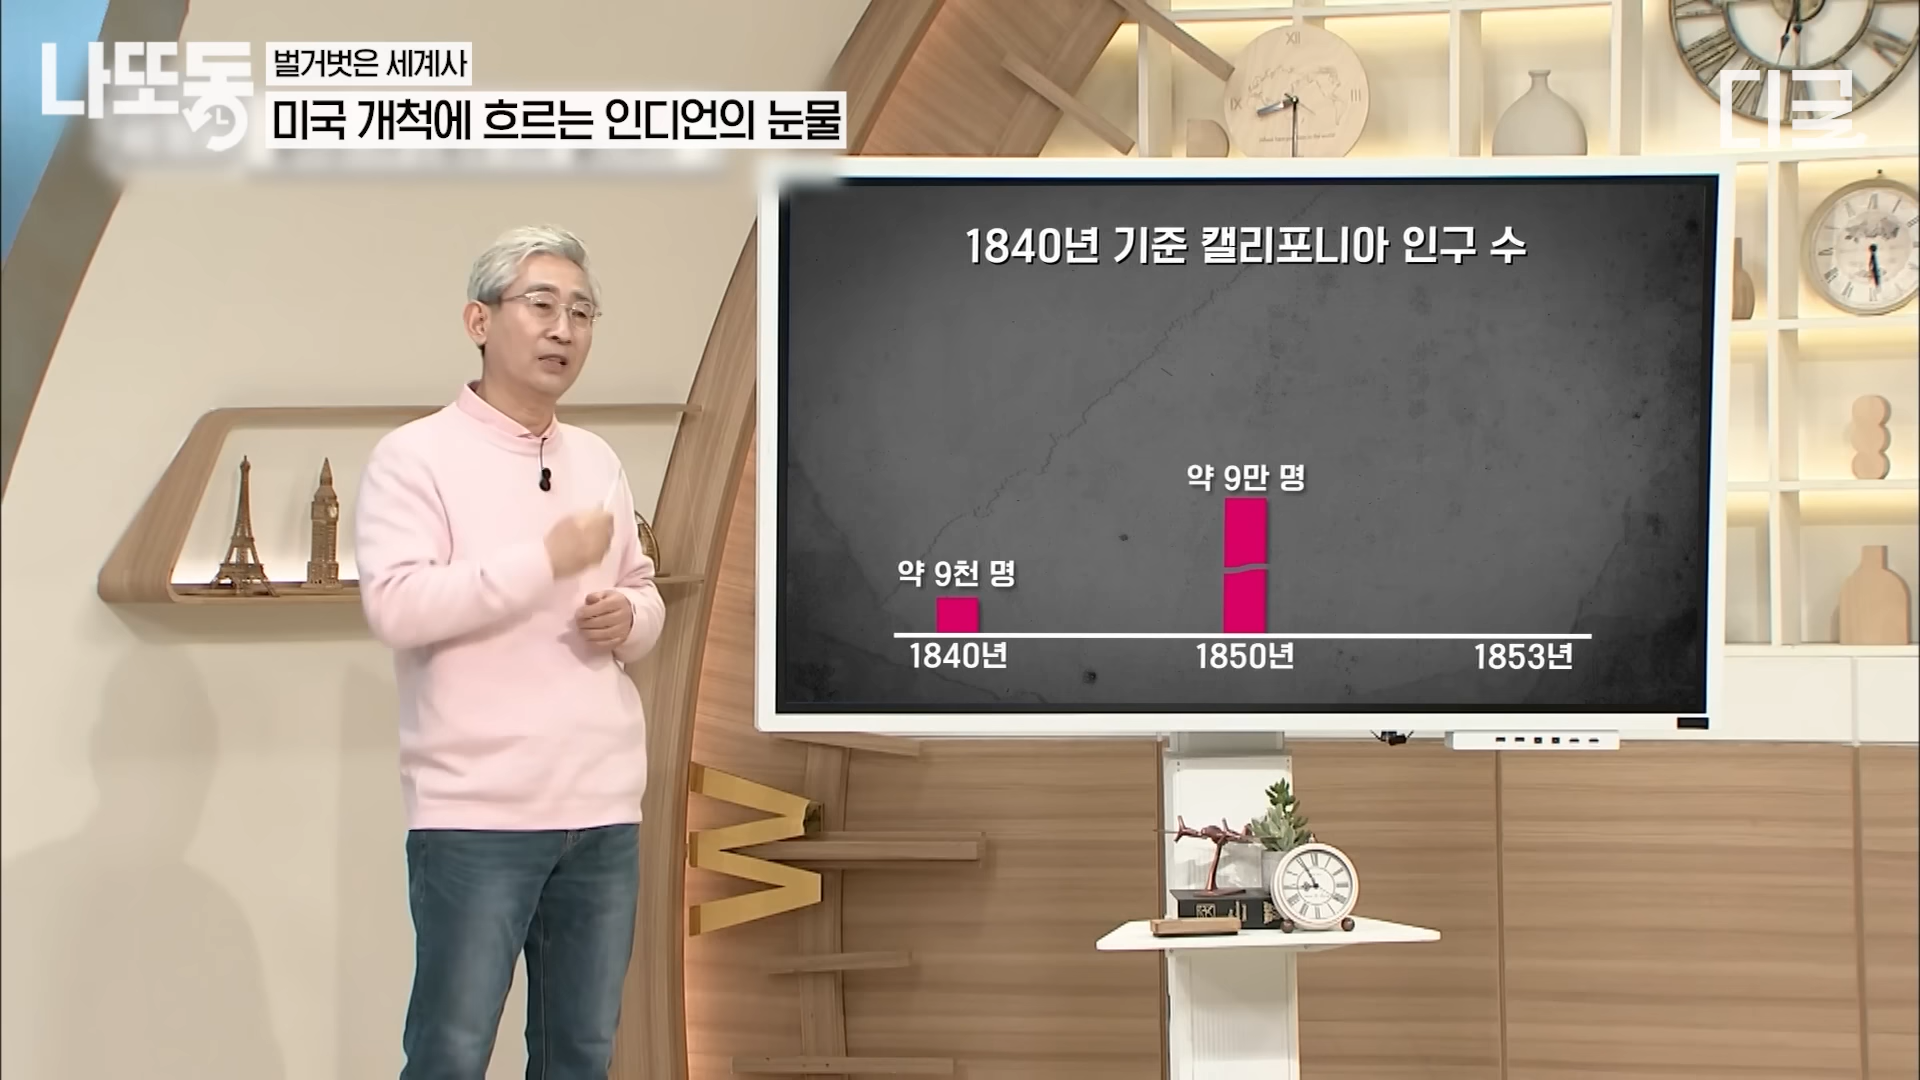 나또동
벌거벗은 세계사
미국 개척에 흐르는 인디언의 눈물
디글
1840년 기준 캘리포니아 인구 수
약 9천 명
약 9만 명
1840년
1850년
1853년